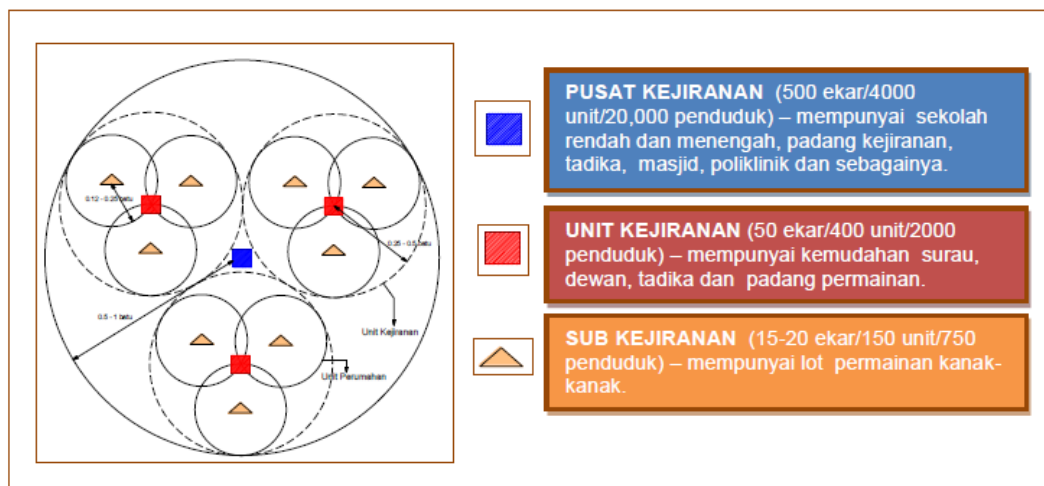 0.12 - 0.25 batu
0.25 - 0.5 batu
0.5 - 1 batu
Unit Kejiranan
Unit Perumahan
PUSAT KEJIRANAN (500 ekar/4000
unit/20,000 penduduk) – mempunyai sekolah
rendah dan menengah, padang kejiranan,
tadika, masjid, poliklinik dan sebagainya.
UNIT KEJIRANAN (50 ekar/400 unit/2000
penduduk) – mempunyai kemudahan surau,
dewan, tadika dan padang permainan.
SUB KEJIRANAN (15-20 ekar/150 unit/750
penduduk) – mempunyai lot permainan kanak-
kanak.